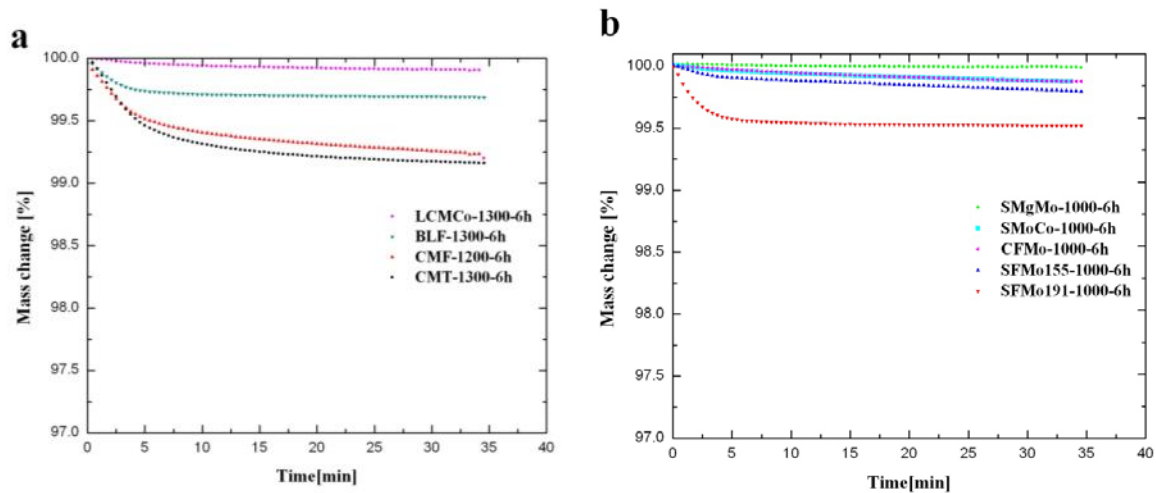 a
100.0
99.5
99.0
98.5
98.0
97.5
97.0
0 5 10 15 20 25 30 35 40
Mass change [%]
Time[min]
LCMCo-1300-6h
BLF-1300-6h
CMF-1200-6h
CMT-1300-6h
b
100.0
99.5
99.0
98.5
98.0
97.5
97.0
0 5 10 15 20 25 30 35 40
Mass change [%]
Time[min]
SMgMo-1000-6h
SMoCo-1000-6h
CFMo-1000-6h
SFMo155-1000-6h
SFMo191-1000-6h